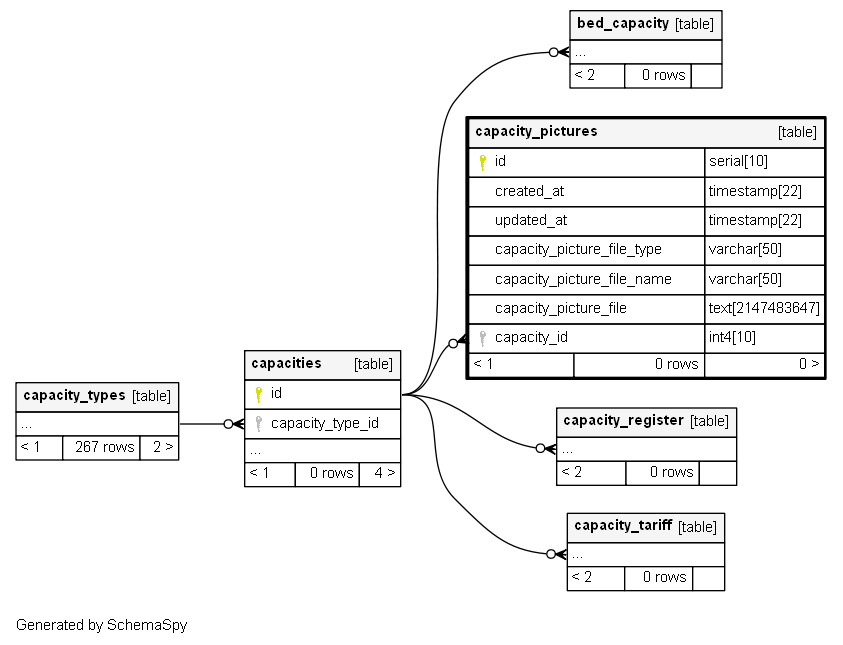 bed_capacity [table]
...
< 2 0 rows
capacity_pictures [table]
id serial[10]
created_at timestamp[22]
updated_at timestamp[22]
capacity_picture_file_type varchar[50]
capacity_picture_file_name varchar[50]
capacity_picture_file text[2147483647]
capacity_id int4[10]
< 1 0 rows 0 >
capacities [table]
id
capacity_type_id
...
< 1 0 rows 4 >
capacity_types [table]
...
< 1 267 rows 2 >
capacity_register [table]
...
< 2 0 rows
capacity_tariff [table]
...
< 2 0 rows
Generated by SchemaSpy